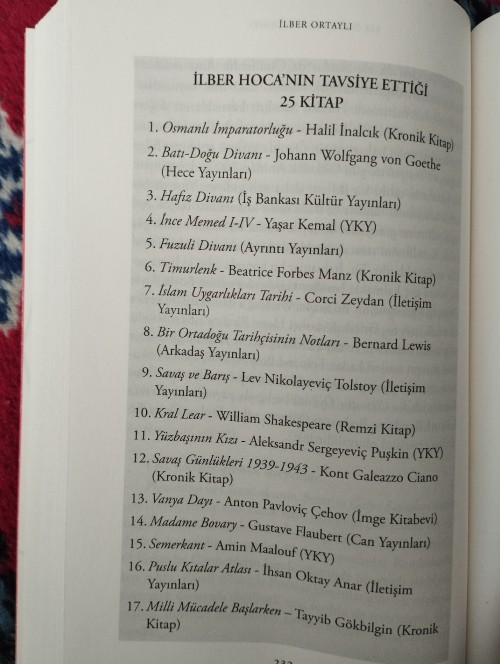 İLBER ORTAYLI
İLBER HOCA'NIN TAVSİYE ETTİĞİ
25 KİTAP
1. Osmanlı İmparatorluğu - Halil İnalcık (Kronik Kitap)
2. Batı-Doğu Divanı - Johann Wolfgang von Goethe
(Hece Yayınları)
3. Hafız Divanı (İş Bankası Kültür Yayınları)
4. İnce Memed I-IV - Yaşar Kemal (YKY)
5. Fuzuli Divanı (Ayrıntı Yayınları)
6. Timurlenk - Beatrice Forbes Manz (Kronik Kitap)
7. İslam Uygarlıkları Tarihi - Corci Zeydan (İletişim
Yayınları)
8. Bir Ortadoğu Tarihçisinin Notları - Bernard Lewis
(Arkadaş Yayınları)
9. Savaş ve Barış - Lev Nikolayeviç Tolstoy (İletişim
Yayınları)
10. Kral Lear - William Shakespeare (Remzi Kitap)
11. Yüzbaşının Kızı - Aleksandr Sergeyeviç Puşkin (YKY)
12. Savaş Günlükleri 1939-1943 - Kont Galeazzo Ciano
(Kronik Kitap)
13. Vanya Dayı - Anton Pavloviç Çehov (İmge Kitabevi)
14. Madame Bovary - Gustave Flaubert (Can Yayınları)
15. Semerkant - Amin Maalouf (YKY)
16. Puslu Kıtalar Atlası - İhsan Oktay Anar (İletişim
Yayınları)
17. Milli Mücadele Başlarken – Tayyib Gökbilgin (Kronik
Kitap)